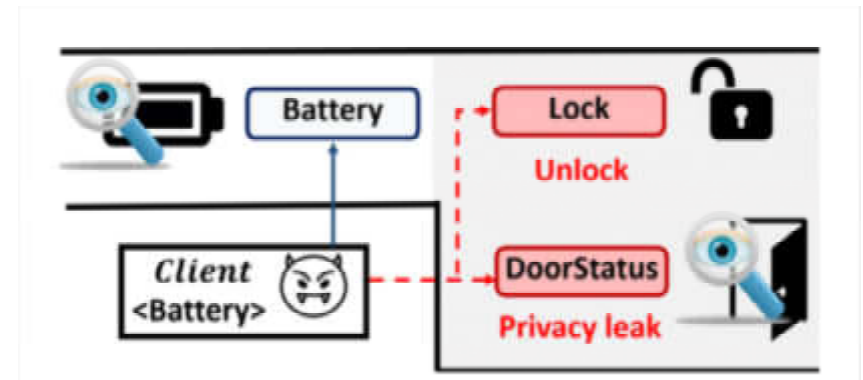 Battery
Lock
Unlock
Client
<Battery>
DoorStatus
Privacy leak